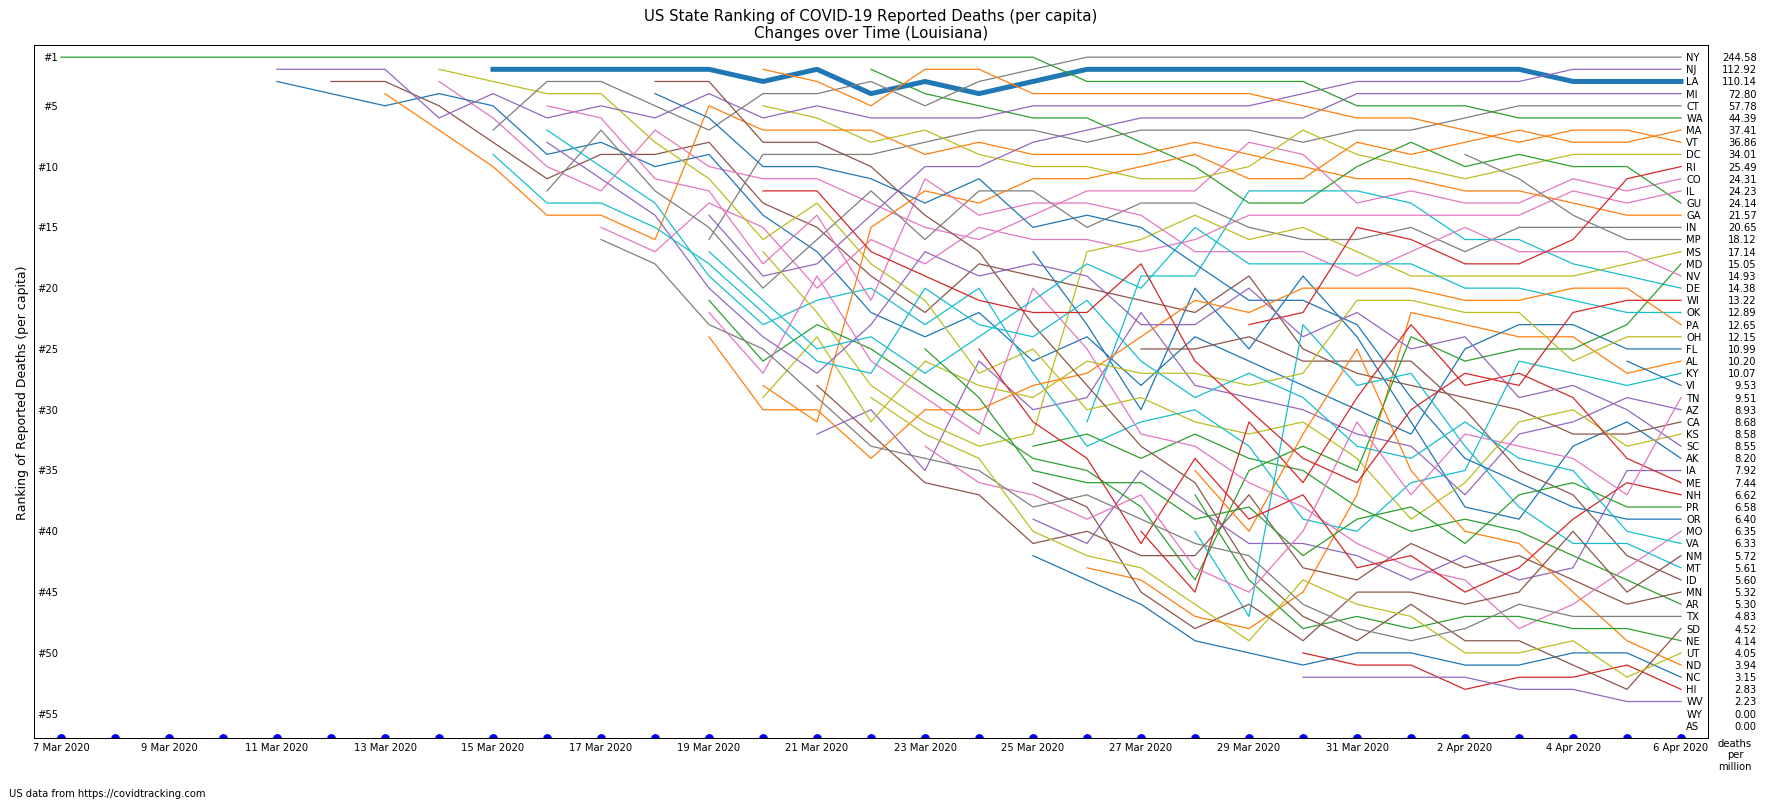 US State Ranking of COVID-19 Reported Deaths (per capita)
Changes over Time (Louisiana)
Ranking of Reported Deaths (per capita)
#1
#5
#10
#15
#20
#25
#30
#35
#40
#45
#50
#55
NY 244.58
NJ 112.92
LA 110.14
MI 72.80
CT 57.78
WA 44.39
MA 37.41
VT 36.86
DC 34.01
RI 25.49
CO 24.31
IL 24.23
GU 24.14
GA 21.57
IN 20.65
MP 18.12
MS 17.14
MD 15.05
NV 14.93
DE 14.38
WI 13.22
OK 12.89
PA 12.65
OH 12.15
FL 10.99
AL 10.20
KY 10.07
VI 9.53
TN 9.51
AZ 8.93
CA 8.68
KS 8.58
SC 8.55
AK 8.20
IA 7.92
ME 7.44
NH 6.62
PR 6.58
OR 6.40
MO 6.35
VA 6.33
NM 5.72
MT 5.61
ID 5.60
MN 5.32
AR 5.30
TX 4.83
SD 4.52
NE 4.14
UT 4.05
ND 3.94
NC 3.15
HI 2.83
WV 2.23
WY 0.00
AS 0.00
7 Mar 2020 9 Mar 2020 11 Mar 2020 13 Mar 2020 15 Mar 2020 17 Mar 2020 19 Mar 2020 21 Mar 2020 23 Mar 2020 25 Mar 2020 27 Mar 2020 29 Mar 2020 31 Mar 2020 2 Apr 2020 4 Apr 2020 6 Apr 2020
deaths
per
million
US data from https://covidtracking.com